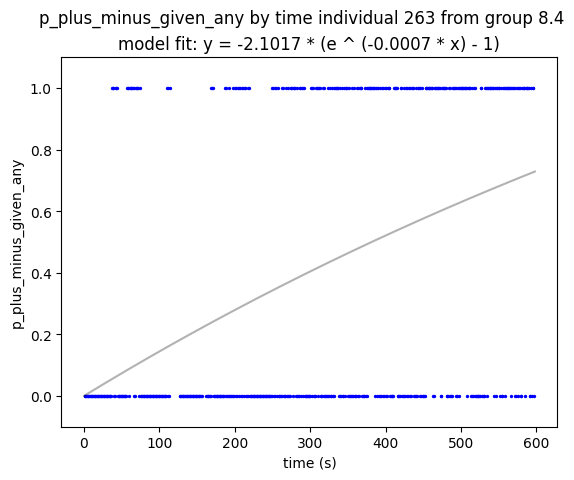 p_plus_minus_given_any by time individual 263 from group 8.4
model fit: y = -2.1017 * (e ^ (-0.0007 * x) - 1)
1.0
0.8
0.6
0.4
0.2
0.0
p_plus_minus_given_any
0 100 200 300 400 500 600
time (s)